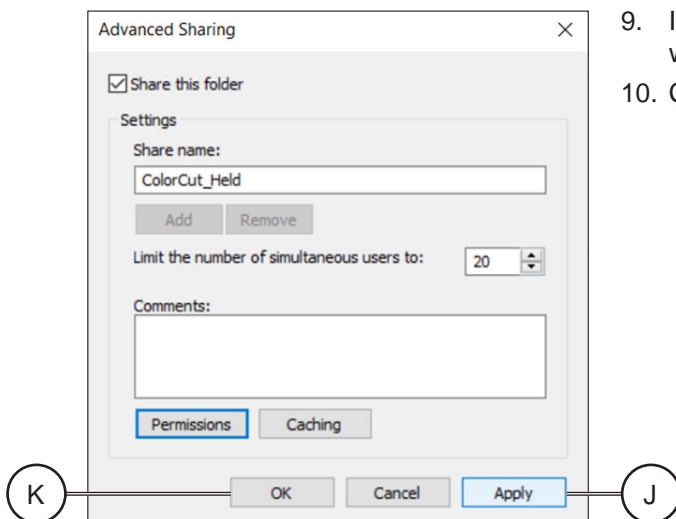 Advanced Sharing
Share this folder
Settings
Share name:
ColorCut_Held
Add Remove
Limit the number of simultaneous users to: 20
Comments:
Permissions Caching
K OK Cancel Apply J
9.
10.